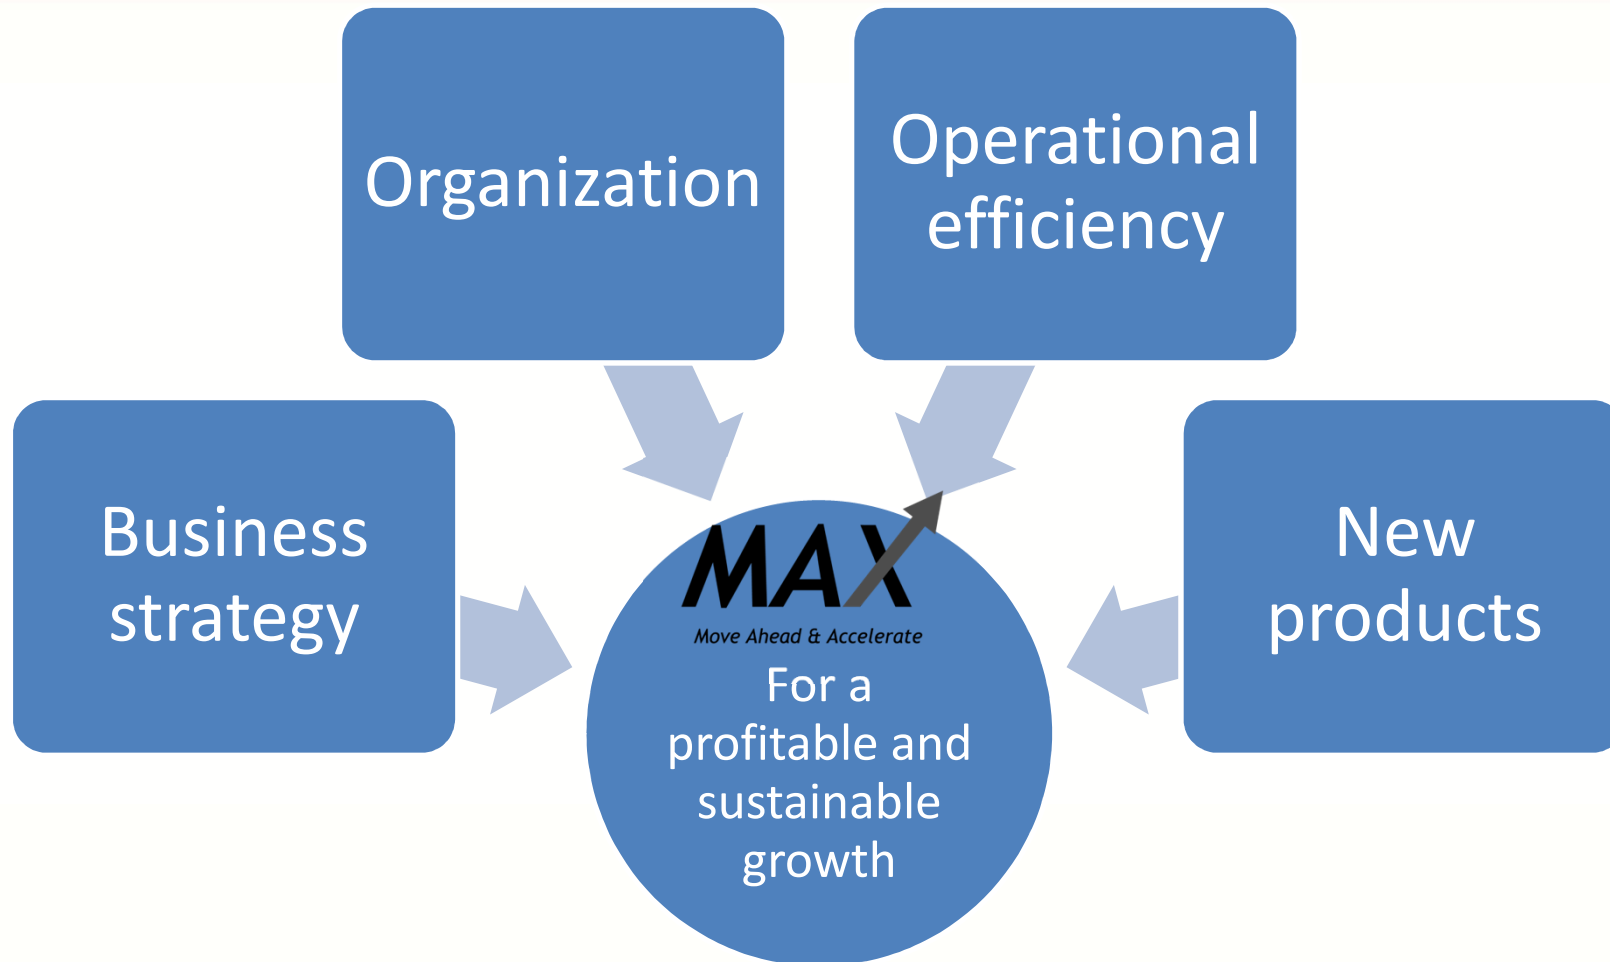 Organization
Operational
efficiency
Business
strategy
New
products
MAX
Move Ahead & Accelerate
For a
profitable and
sustainable
growth